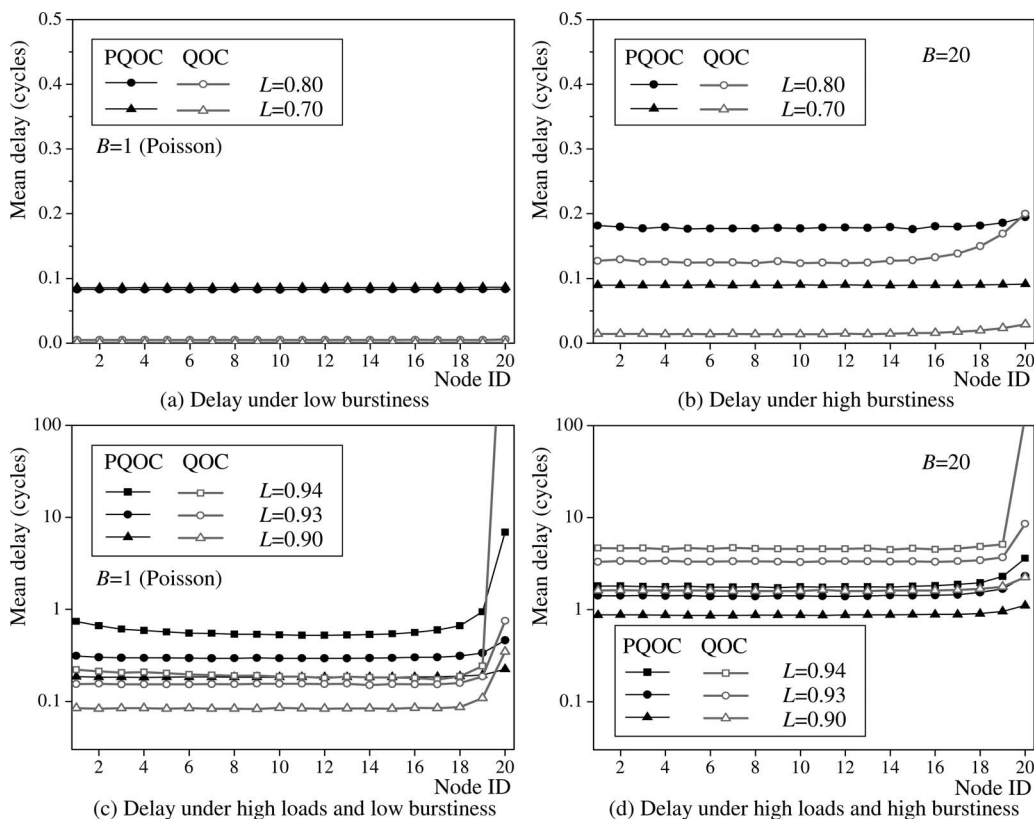 0.5
0.4
0.3
0.2
0.1
0.0
Mean delay (cycles)
PQOC QOC
L=0.80
L=0.70
B=1 (Poisson)
2 4 6 8 10 12 14 16 18 20
Node ID
(a) Delay under low burstiness
0.5
0.4
0.3
0.2
0.1
0.0
Mean delay (cycles)
PQOC QOC
L=0.80
L=0.70
B=20
2 4 6 8 10 12 14 16 18 20
Node ID
(b) Delay under high burstiness
100
10
1
0.1
Mean delay (cycles)
PQOC QOC
L=0.94
L=0.93
L=0.90
B=1 (Poisson)
2 4 6 8 10 12 14 16 18 20
Node ID
(c) Delay under high loads and low burstiness
100
10
1
0.1
Mean delay (cycles)
B=20
PQOC QOC
L=0.94
L=0.93
L=0.90
2 4 6 8 10 12 14 16 18 20
Node ID
(d) Delay under high loads and high burstiness